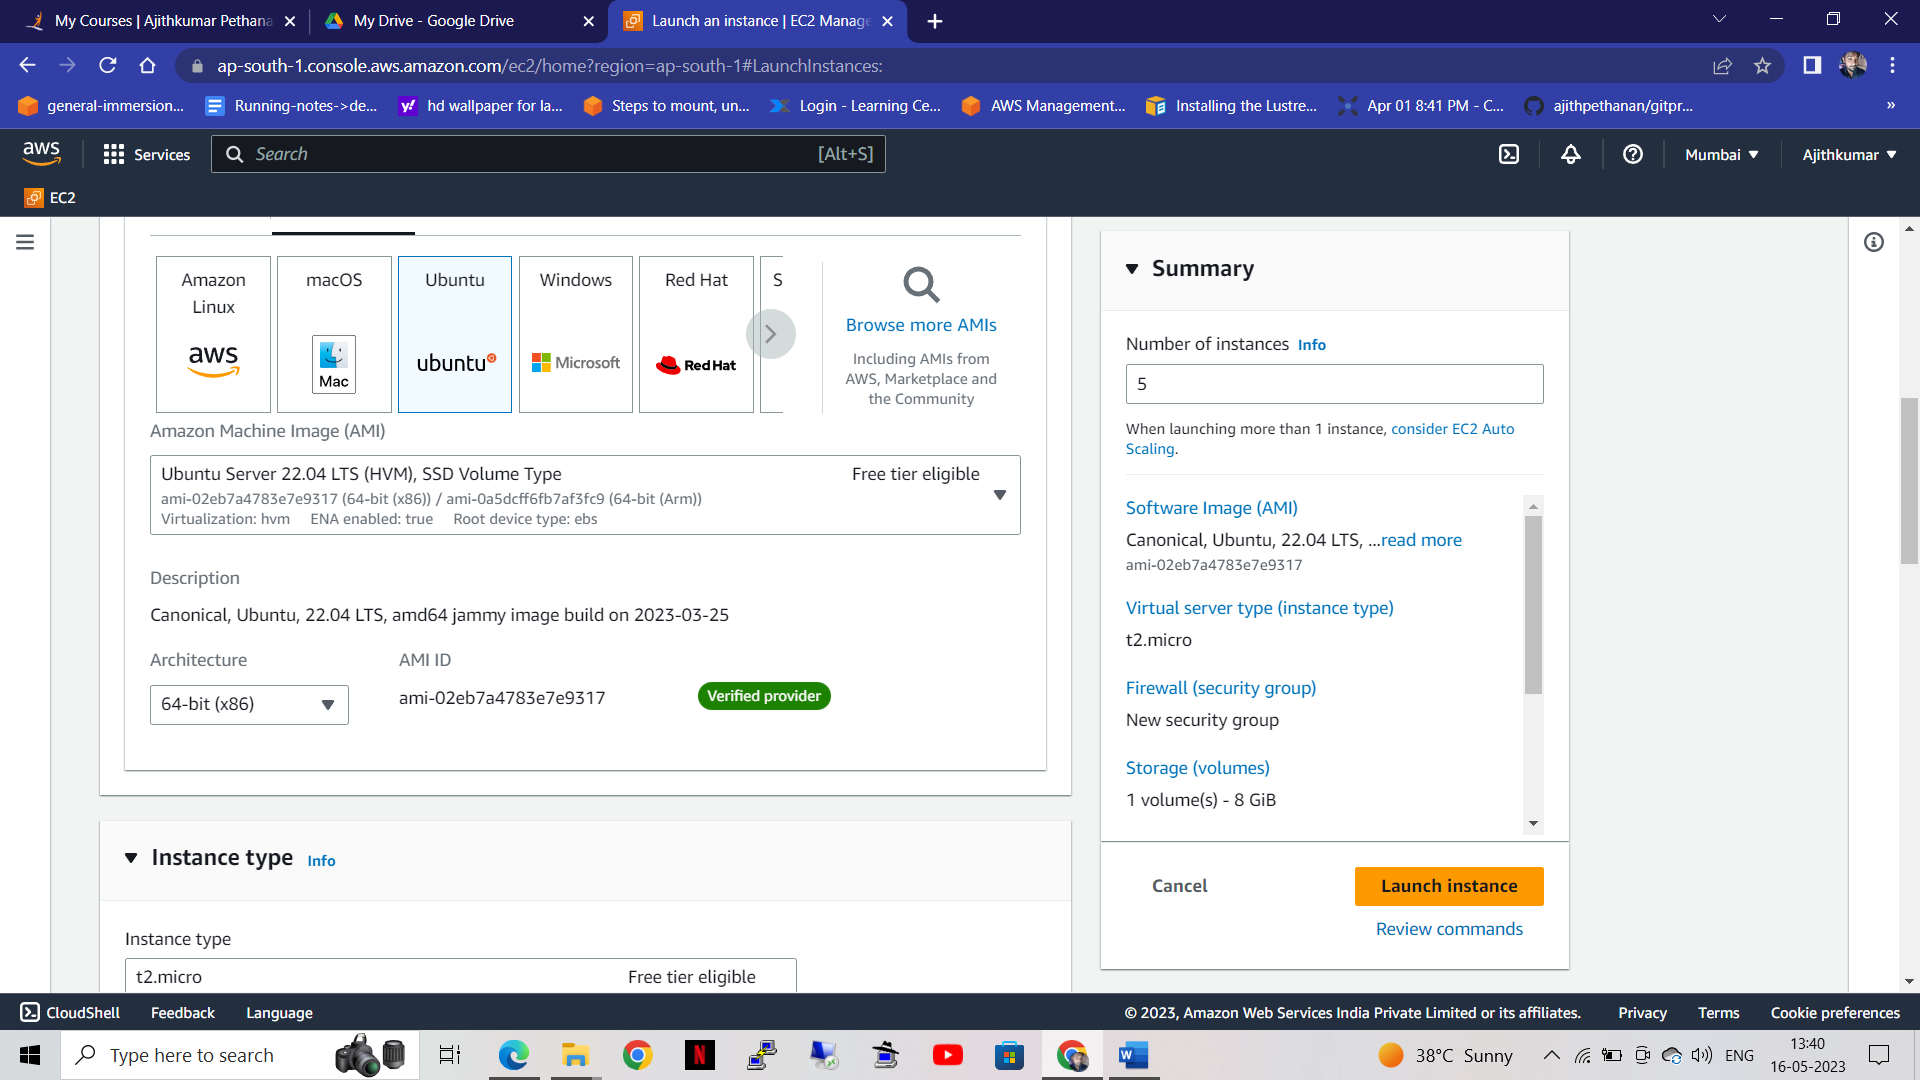 My Courses | Ajithkumar Pethana
My Drive - Google Drive
Launch an instance | EC2 Manage
ap-south-1.console.aws.amazon.com/ec2/home?region=ap-south-1#LaunchInstances:
general-immersion...
Running-notes->de...
hd wallpaper for la...
Steps to mount, un...
Login - Learning Ce...
AWS Management...
Installing the Lustre...
Apr 01 8:41 PM - C...
ajithpethanan/gitpr...
»
aws
Services
Search
[Alt+S]
Mumbai
Ajithkumar
EC2
Amazon
Linux
aws
macOS
Mac
Ubuntu
ubuntu
Windows
Microsoft
Red Hat
Red Hat
S
Browse more AMIs
Including AMIs from
AWS, Marketplace and
the Community
Amazon Machine Image (AMI)
Ubuntu Server 22.04 LTS (HVM), SSD Volume Type
Free tier eligible
ami-02eb7a4783e7e9317 (64-bit (x86)) / ami-0a5dcff6fb7af3fc9 (64-bit (Arm))
Virtualization: hvm ENA enabled: true Root device type: ebs
Description
Canonical, Ubuntu, 22.04 LTS, amd64 jammy image build on 2023-03-25
Architecture
AMI ID
64-bit (x86)
ami-02eb7a4783e7e9317
Verified provider
Instance type Info
Instance type
t2.micro
Free tier eligible
Summary
Number of instances Info
5
When launching more than 1 instance, consider EC2 Auto
Scaling.
Software Image (AMI)
Canonical, Ubuntu, 22.04 LTS, ...read more
ami-02eb7a4783e7e9317
Virtual server type (instance type)
t2.micro
Firewall (security group)
New security group
Storage (volumes)
1 volume(s) - 8 GiB
Cancel
Launch instance
Review commands
CloudShell
Feedback
Language
© 2023, Amazon Web Services India Private Limited or its affiliates.
Privacy
Terms
Cookie preferences
Type here to search
N
W
38°C Sunny
ENG
13:40
16-05-2023